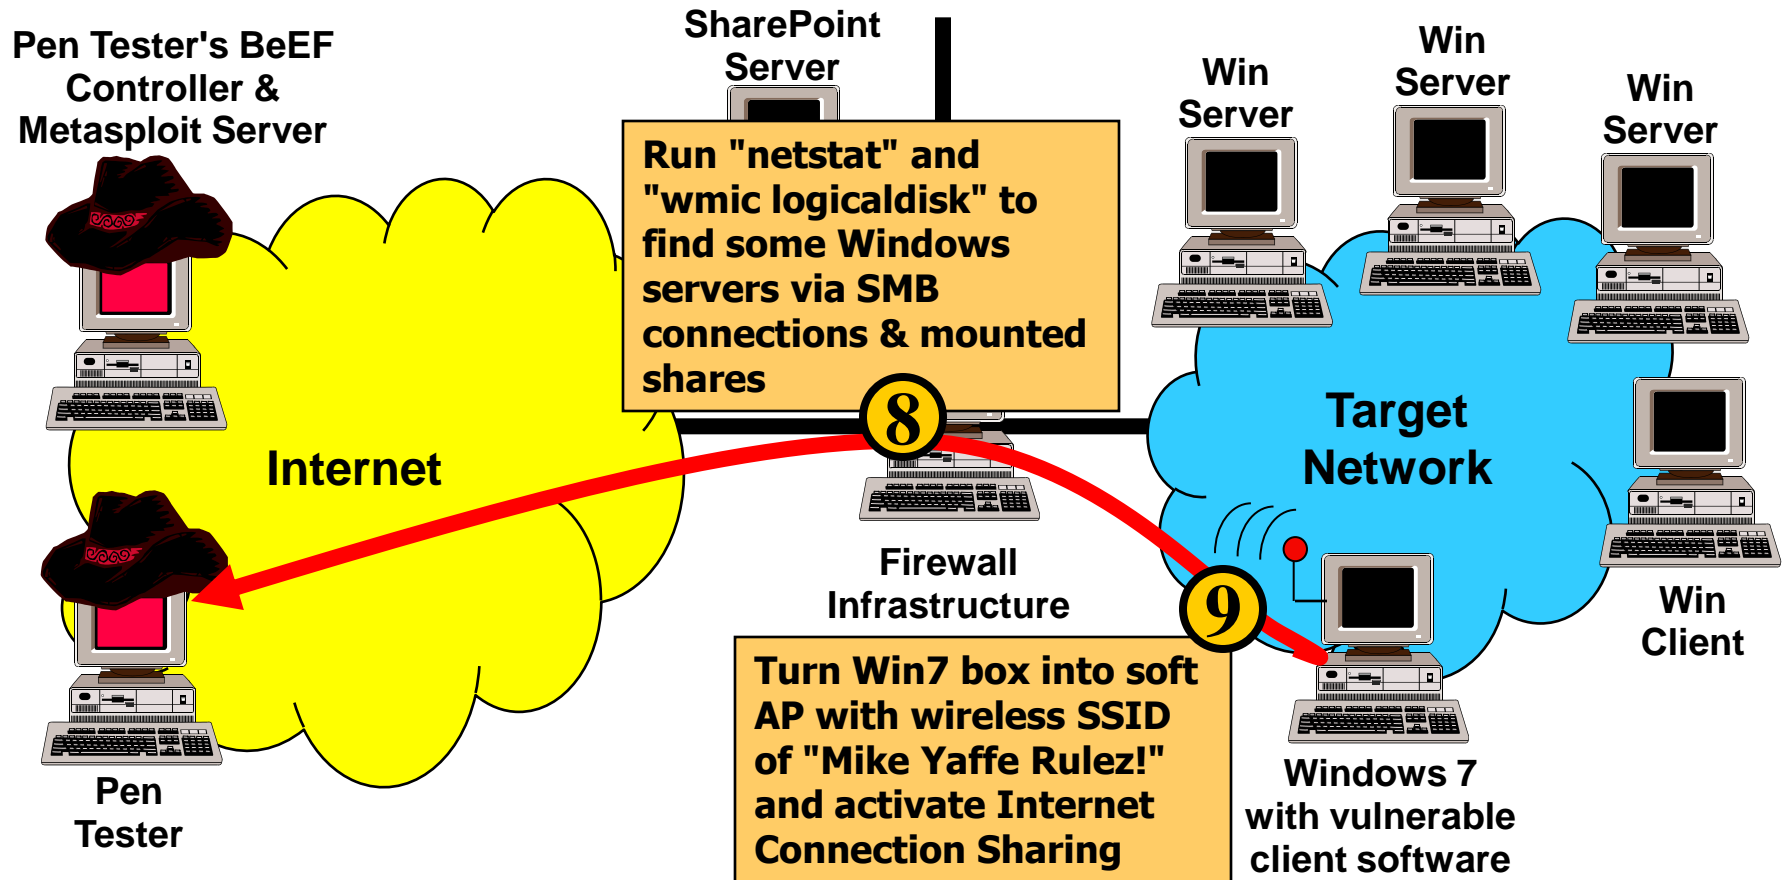 Pen Tester's BeEF
Controller &
Metasploit Server
SharePoint
Server
Win
Server
Win
Server
Win
Server
Run "netstat" and
"wmic logicaldisk" to
find some Windows
servers via SMB
connections & mounted
shares
8
Internet
Target
Network
Firewall
Infrastructure
9
Win
Client
Turn Win7 box into soft
AP with wireless SSID
of "Mike Yaffe Rulez!"
and activate Internet
Connection Sharing
Pen
Tester
Windows 7
with vulnerable
client software